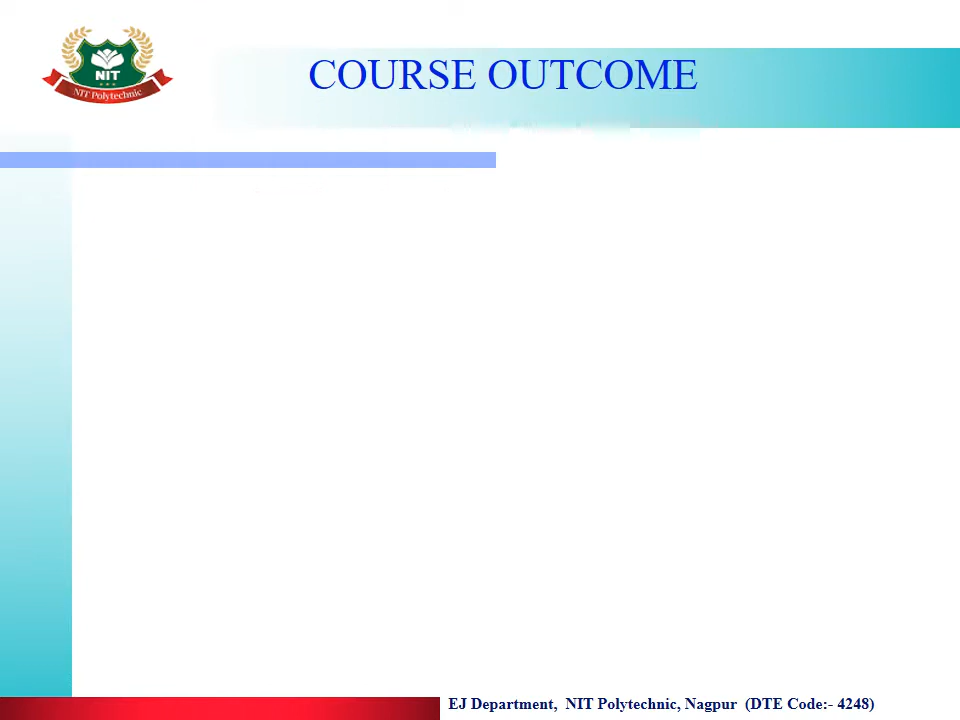 NIT
NIT Polytechnic
COURSE OUTCOME
EJ Department, NIT Polytechnic, Nagpur (DTE Code:- 4248)